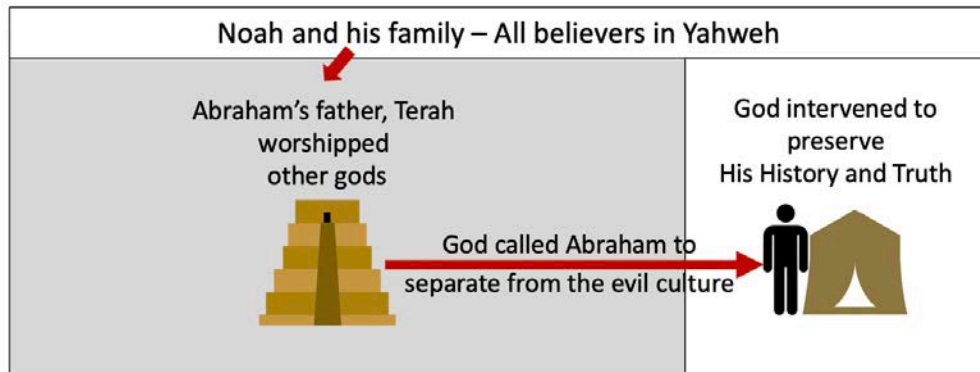 Noah and his family – All believers in Yahweh
Abraham’s father, Terah
worshipped
other gods
God intervened to
preserve
His History and Truth
God called Abraham to
separate from the evil culture